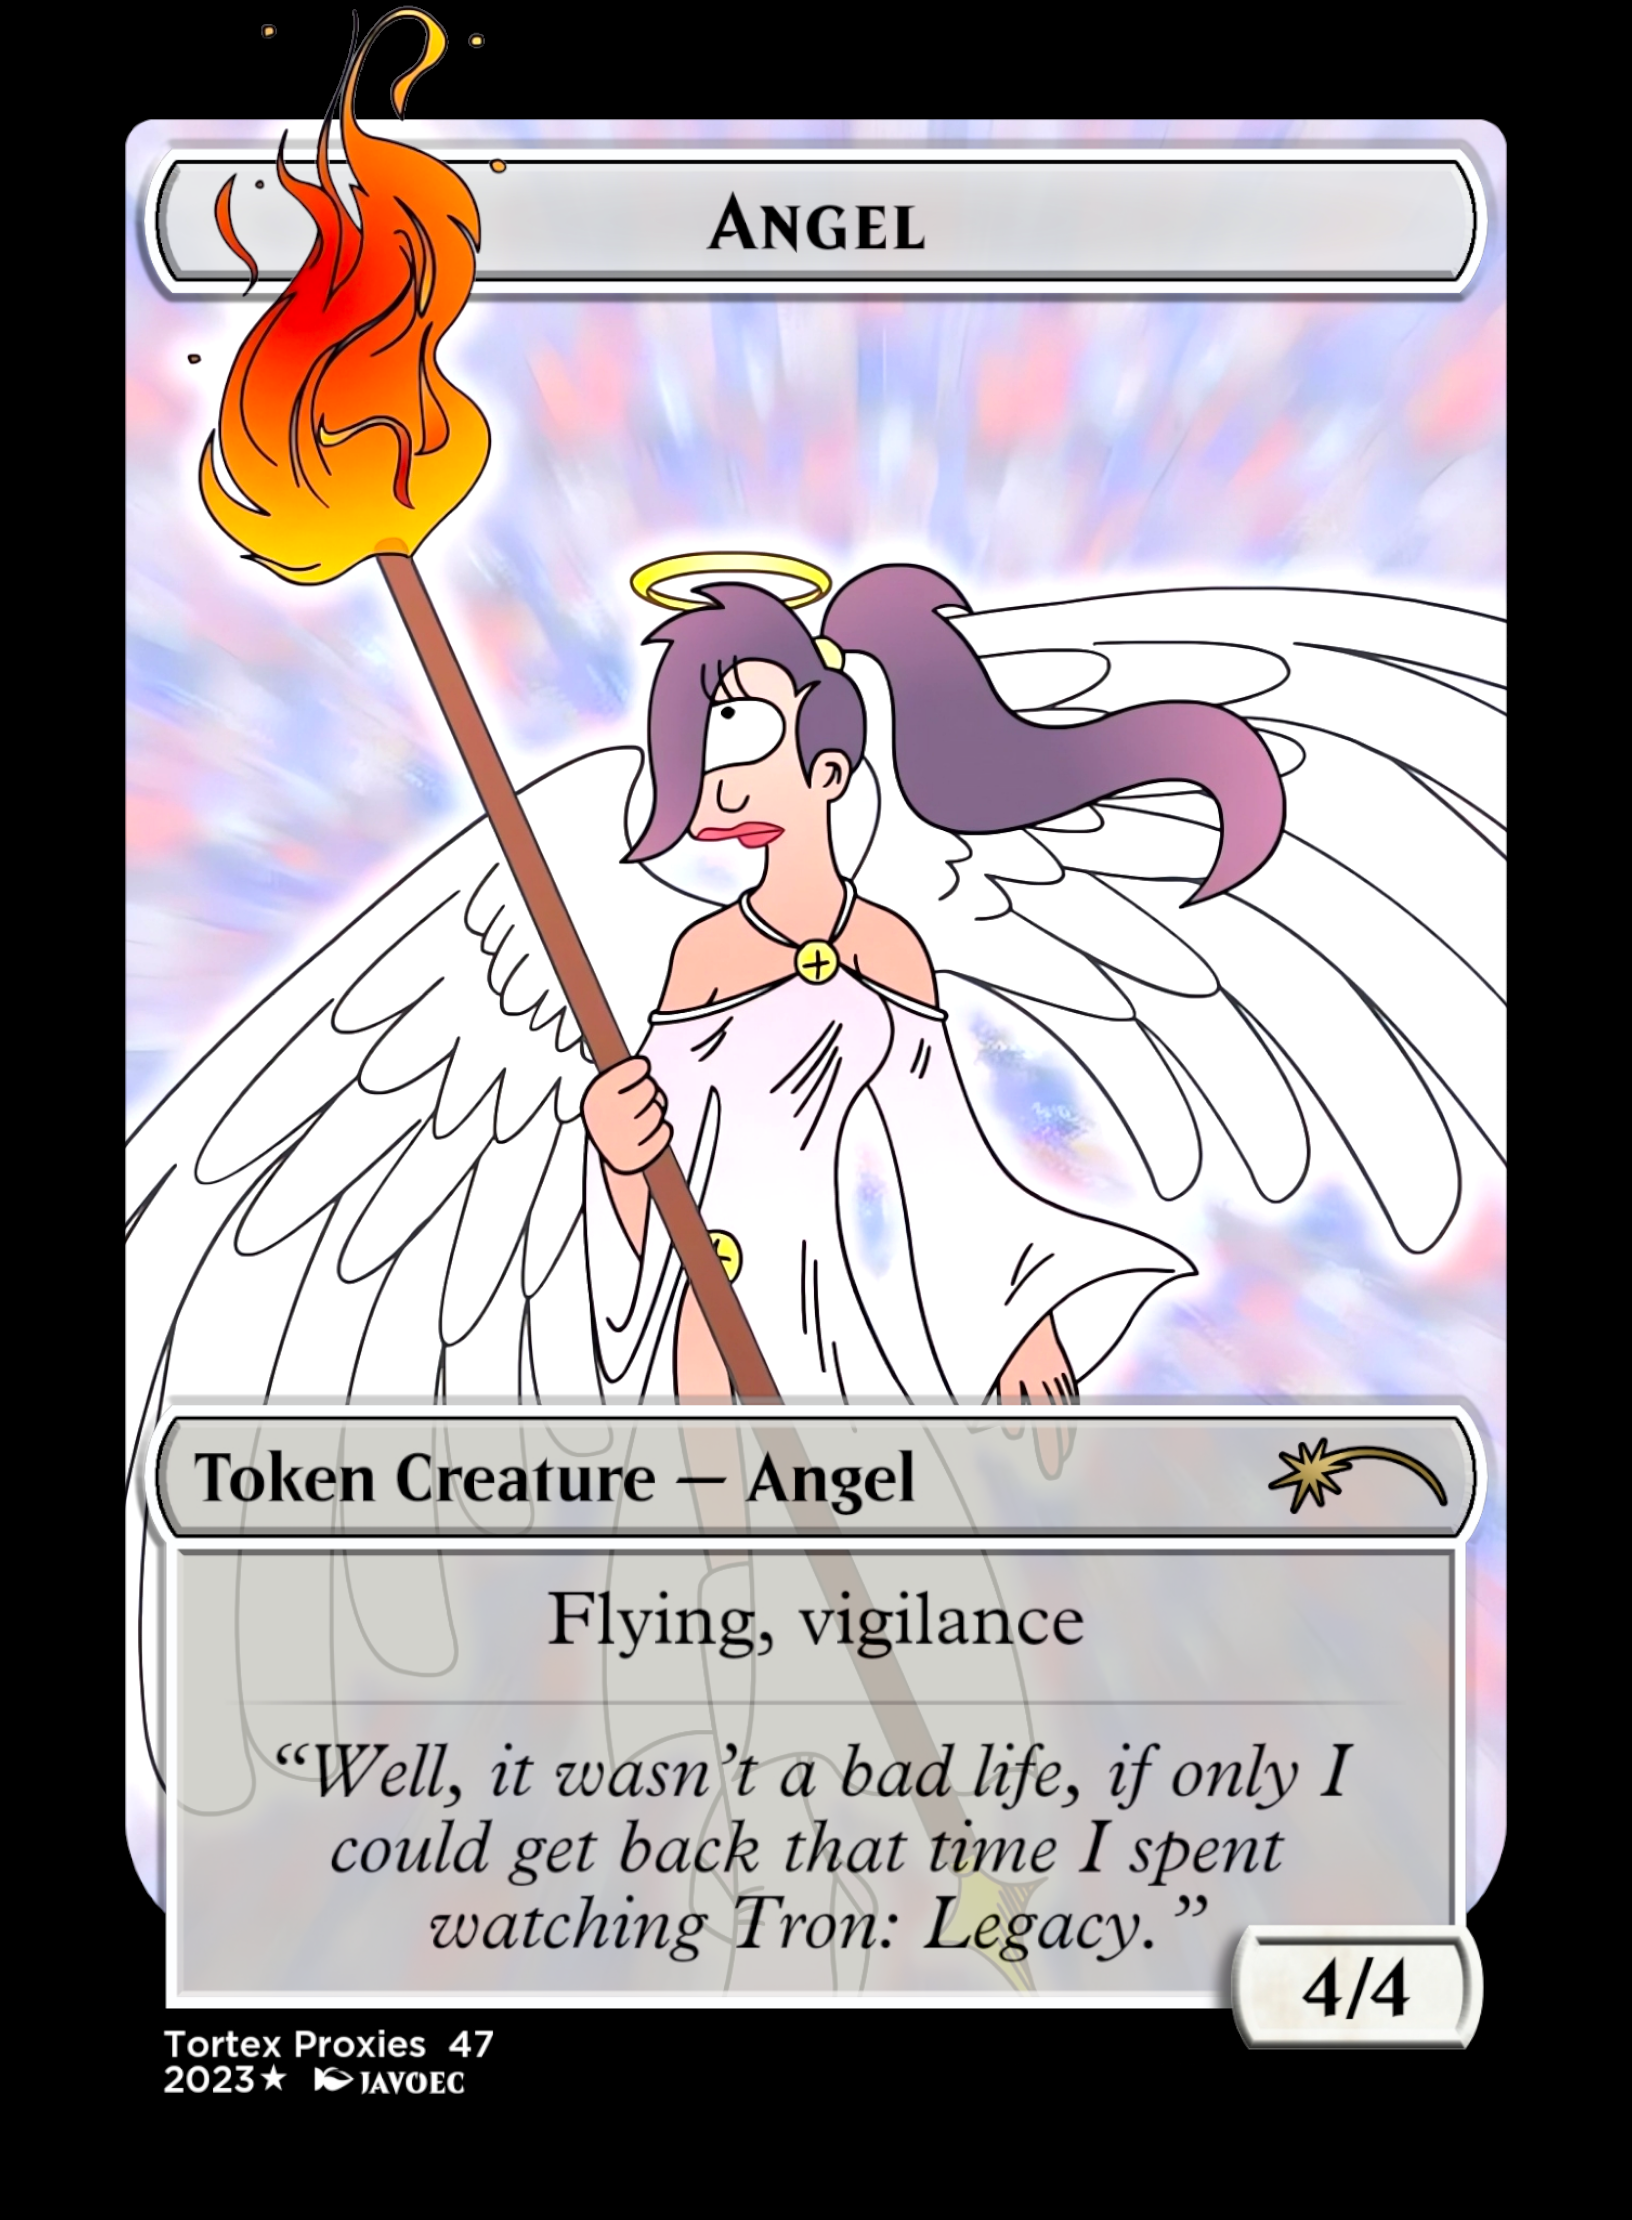 ANGEL
Token Creature — Angel
Flying, vigilance
“Well, it wasn’t a bad life, if only I
could get back that time I spent
watching Tron: Legacy.”
4/4
Tortex Proxies 47
2023★ JAVOEC